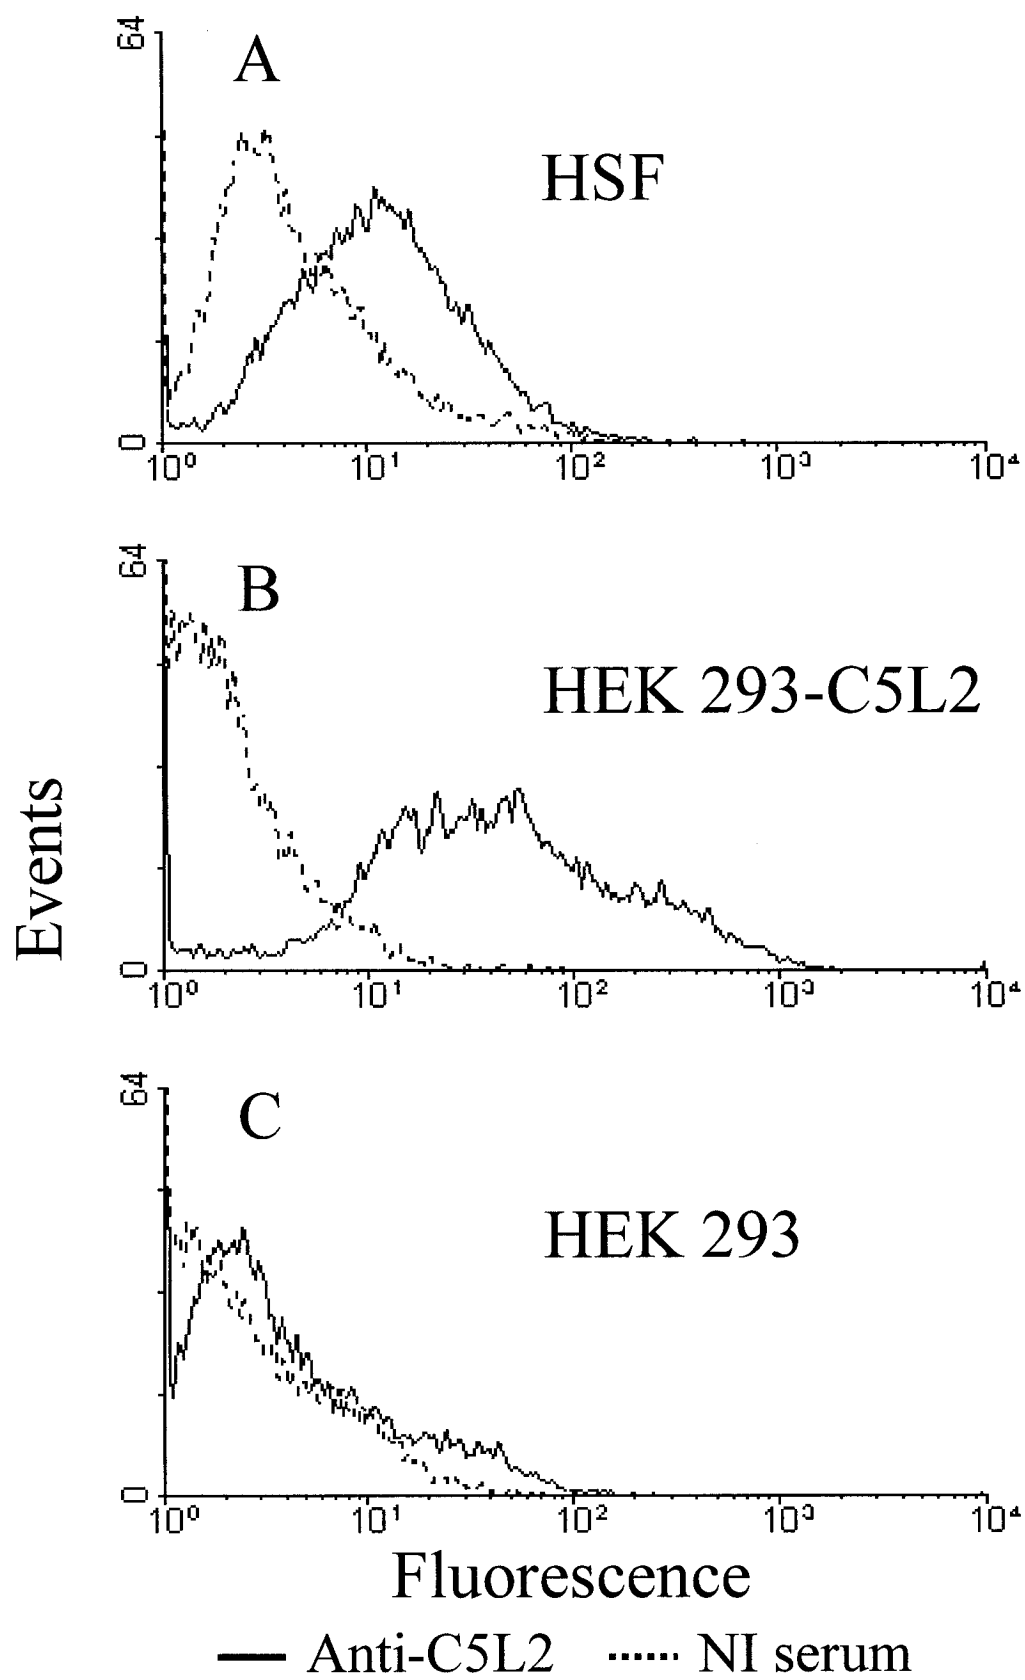 64
A
HSF
0
10⁰ 10¹ 10² 10³ 10⁴
64
B
HEK 293-C5L2
Events
0
10⁰ 10¹ 10² 10³ 10⁴
64
C
HEK 293
0
10⁰ 10¹ 10² 10³ 10⁴
Fluorescence
Anti-C5L2 NI serum